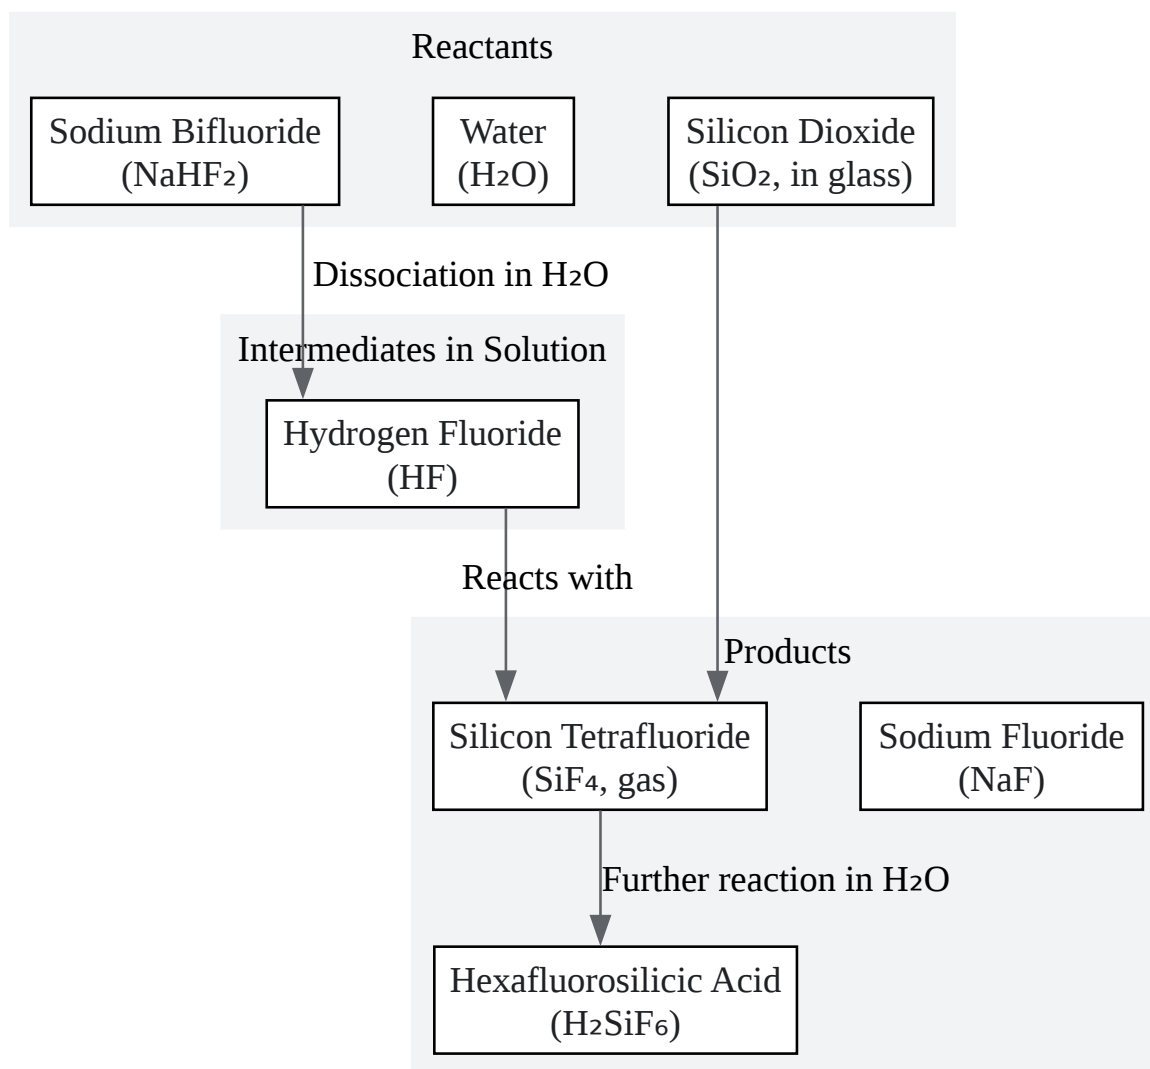 Reactants
Sodium Bifluoride
(NaHF₂)
Water
(H₂O)
Silicon Dioxide
(SiO₂, in glass)
Dissociation in H₂O
Intermediates in Solution
Hydrogen Fluoride
(HF)
Reacts with
Products
Silicon Tetrafluoride
(SiF₄, gas)
Sodium Fluoride
(NaF)
Further reaction in H₂O
Hexafluorosilicic Acid
(H₂SiF₆)